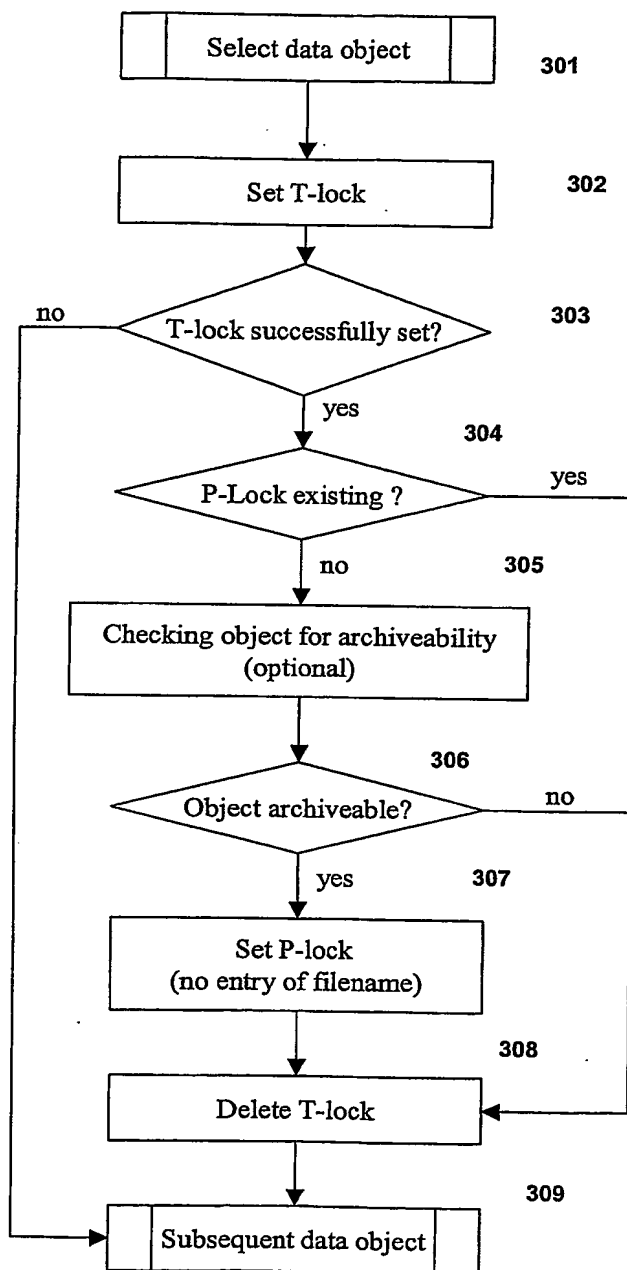 Select data object
301
Set T-lock
302
no
T-lock successfully set?
303
yes
304
P-Lock existing ?
yes
no
305
Checking object for archiveability
(optional)
306
Object archiveable?
no
yes
307
Set P-lock
(no entry of filename)
308
Delete T-lock
309
Subsequent data object